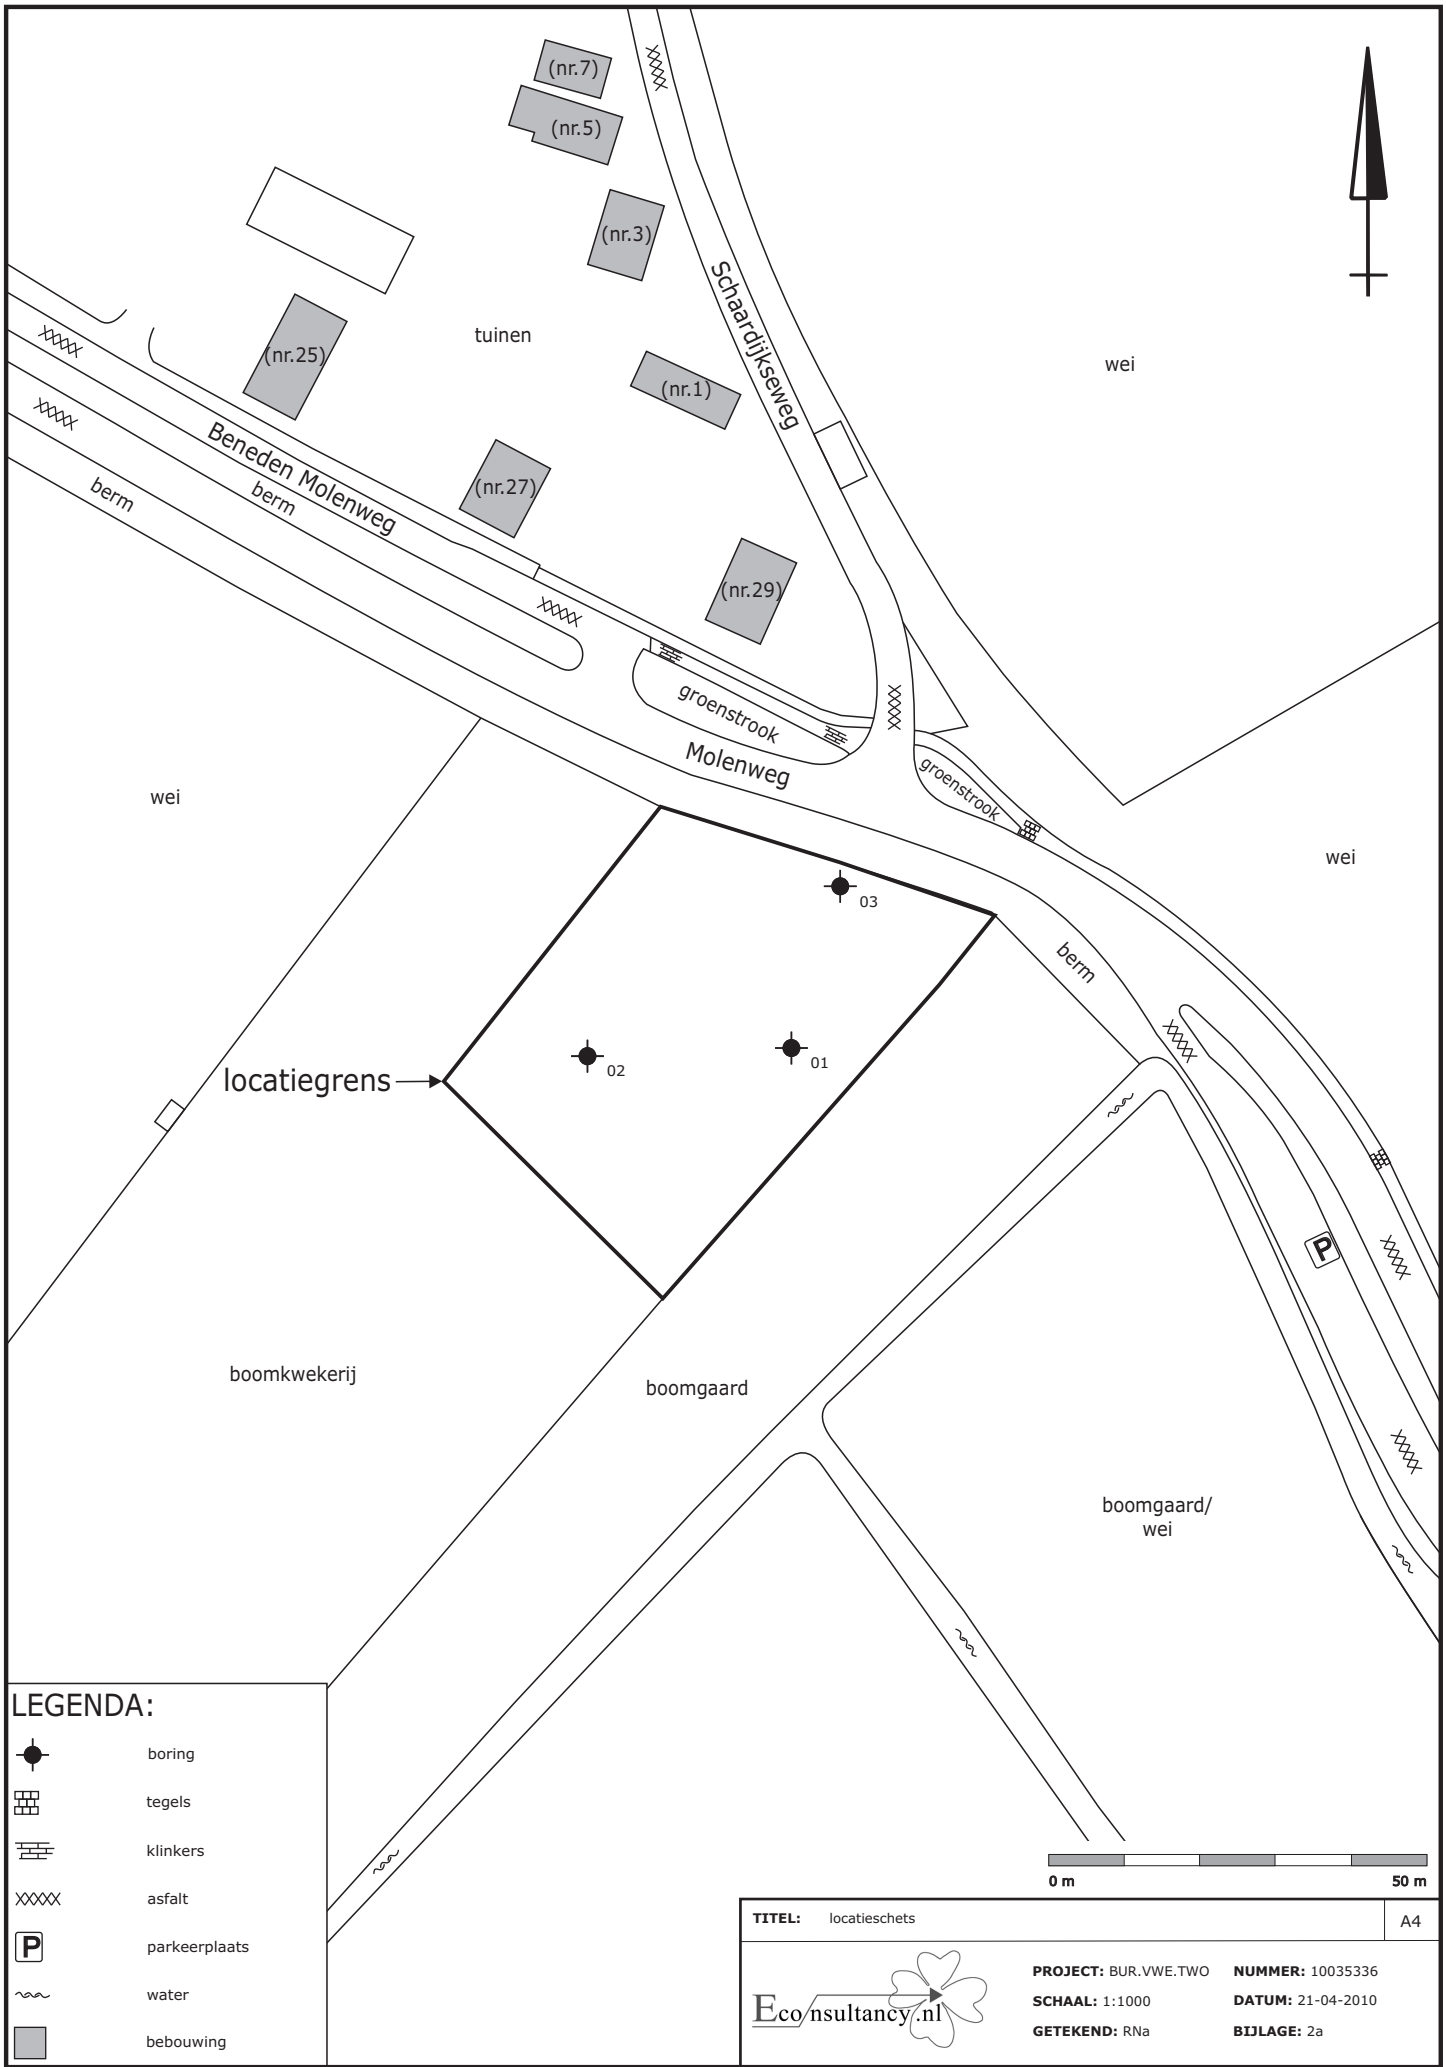 (nr.7)
(nr.5)
(nr.3)
(nr.25)
tuinen
(nr.1)
Schaardijkseweg
wei
Beneden Molenweg
berm
berm
(nr.27)
(nr.29)
groenstrook
Molenweg
groenstrook
wei
wei
03
berm
02
01
locatiegrens
P
boomkwekerij
boomgaard
boomgaard/
wei
LEGENDA:
boring
tegels
klinkers
asfalt
P
parkeerplaats
water
bebouwing
0 m
50 m
TITEL: locatieschets
A4
Econsultancy.nl
PROJECT: BUR.VWE.TWO
NUMMER: 10035336
SCHAAL: 1:1000
DATUM: 21-04-2010
GETEKEND: RNa
BIJLAGE: 2a